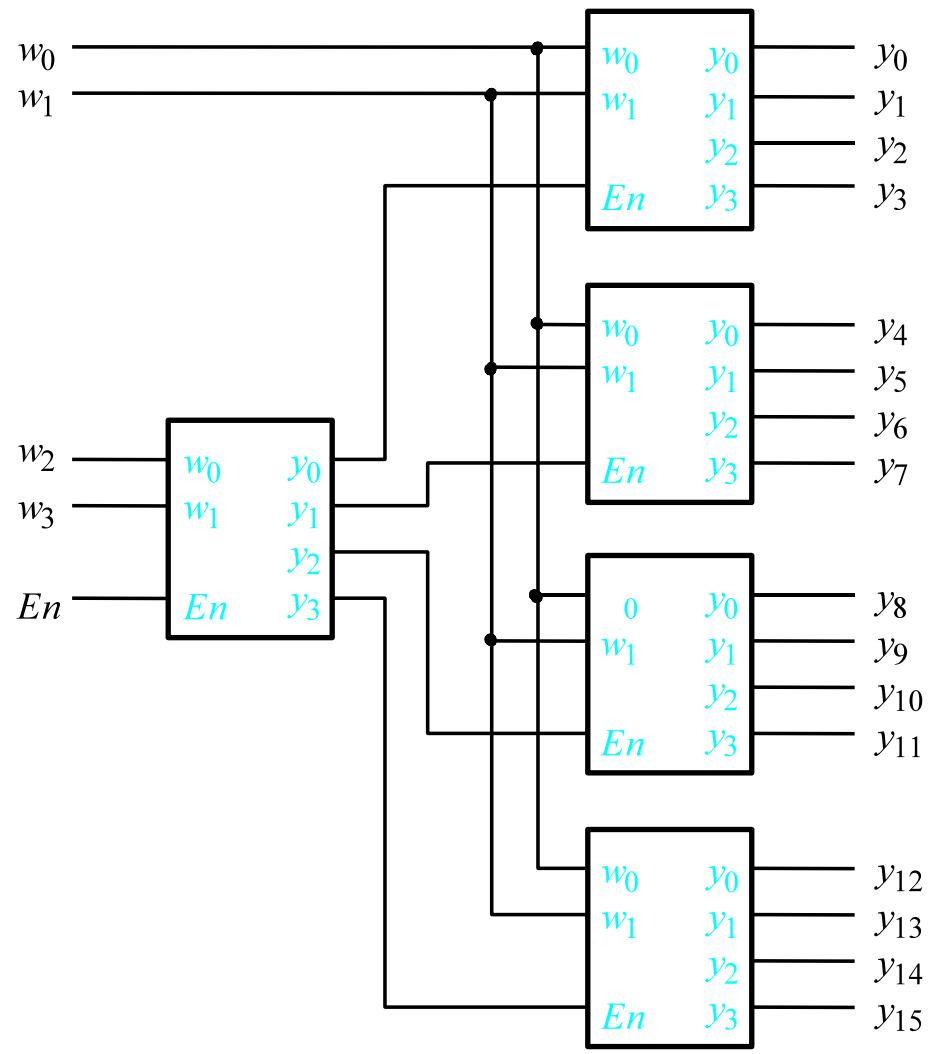 w0 w0 y0 y0
w1 w1 y1 y1
y2 y2
En y3 y3
w0 y0 y4
w1 y1 y5
y2 y6
w2 w0 y0 En y3 y7
w3 w1 y1
y2
En En y3 0 y0 y8
w1 y1 y9
y2 y10
En y3 y11
w0 y0 y12
w1 y1 y13
y2 y14
En y3 y15